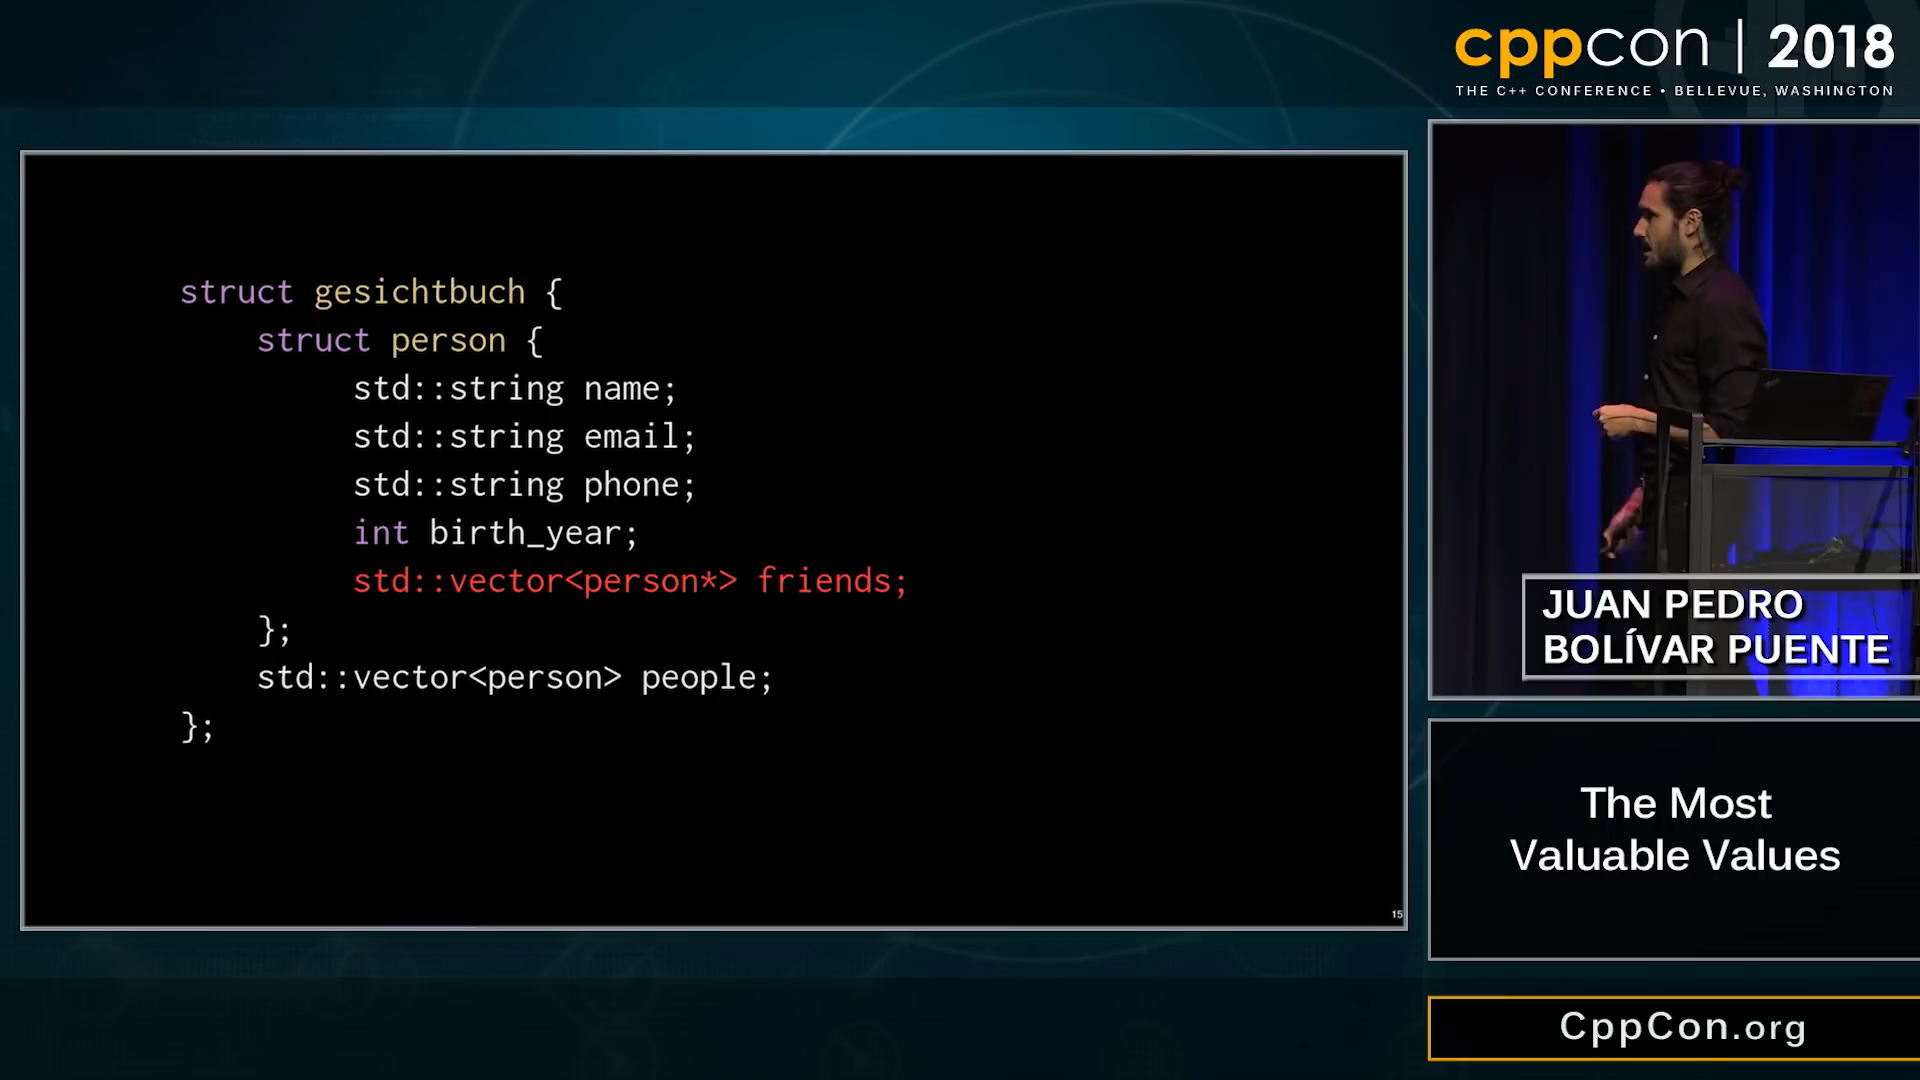 cppcon | 2018
THE C++ CONFERENCE • BELLEVUE, WASHINGTON
struct gesichtbuch {
struct person {
std::string name;
std::string email;
std::string phone;
int birth_year;
std::vector<person*> friends;
};
std::vector<person> people;
};
15
JUAN PEDRO
BOLÍVAR PUENTE
The Most
Valuable Values
CppCon.org